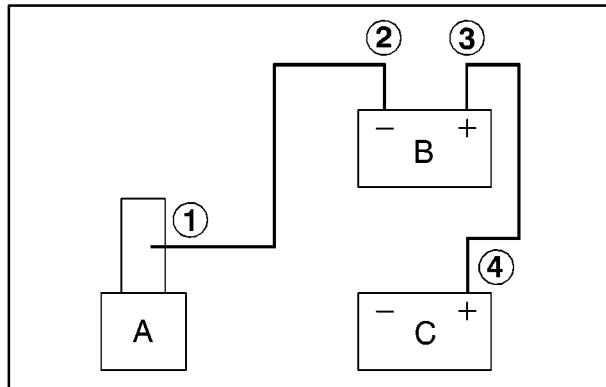 ② ③
− +
B
①
④
− +
A C